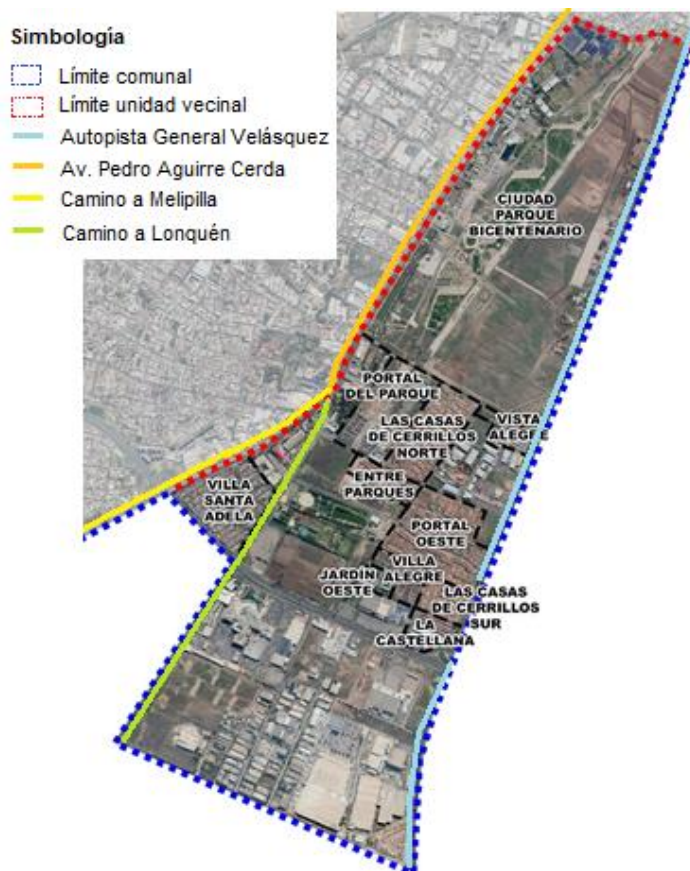 Simbología
Límite comunal
Límite unidad vecinal
Autopista General Velásquez
Av. Pedro Aguirre Cerda
Camino a Melipilla
Camino a Lonquén
CIUDAD
PARQUE
BICENTENARIO
PORTAL
DEL PARQUE
LAS CASAS
DE CERRILLOS
NORTE
VISTA
ALEGRE
ENTRE
PARQUES
VILLA
SANTA
ADELA
PORTAL
OESTE
VILLA
ALEGRE
JARDÍN
OESTE
LAS CASAS
DE CERRILLOS
SUR
LA
CASTELLANA